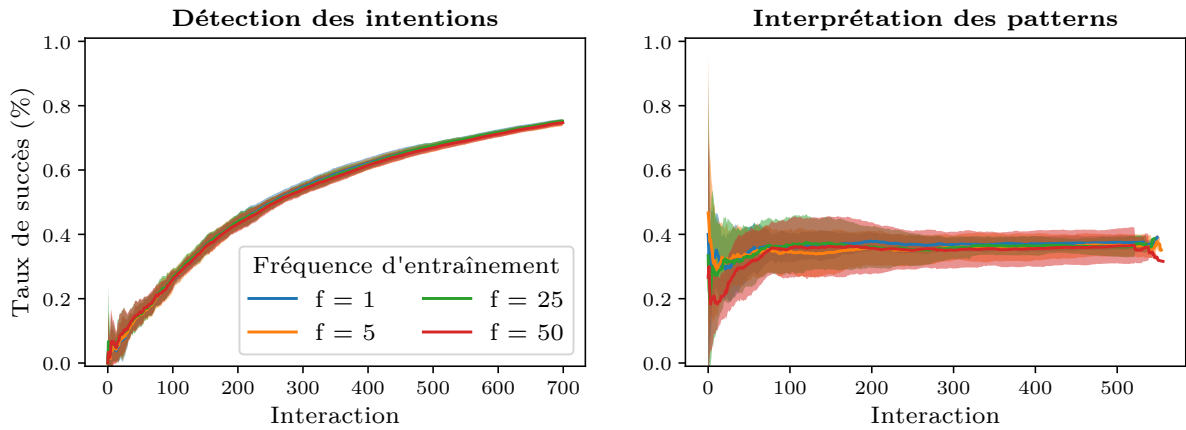 Détection des intentions
Interprétation des patterns
Taux de succès (%)
1.0
0.8
0.6
0.4
0.2
0.0
Fréquence d'entraînement
f = 1
f = 25
f = 5
f = 50
0 100 200 300 400 500 600 700
Interaction
1.0
0.8
0.6
0.4
0.2
0.0
0 100 200 300 400 500
Interaction